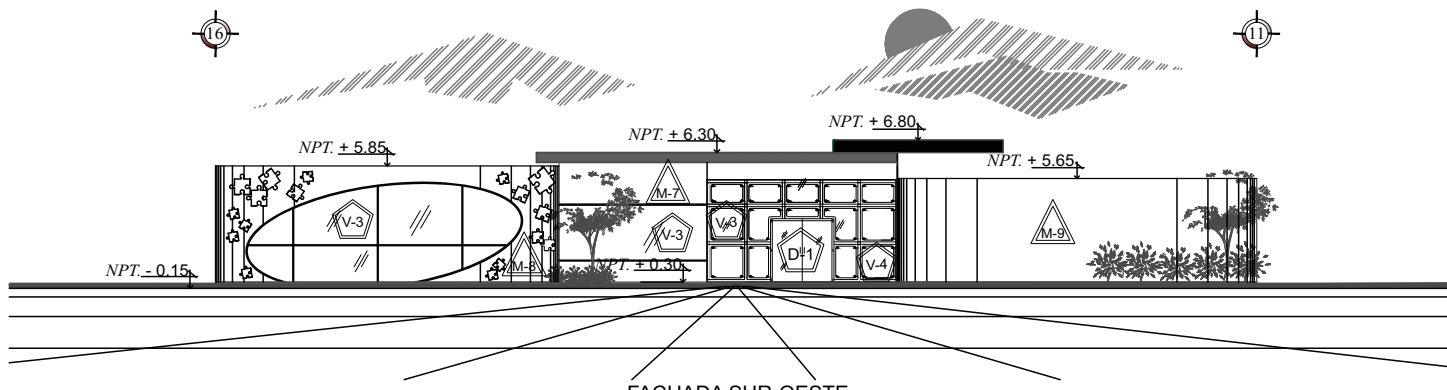 16
11
NPT. + 6.80
NPT. + 6.30
NPT. + 5.85
NPT. + 5.65
M-7
V-3
V-3
V-3
M-9
D-1
V-4
M-8
NPT. + 0.30
NPT. - 0.15
FACHADA SUR-OESTE